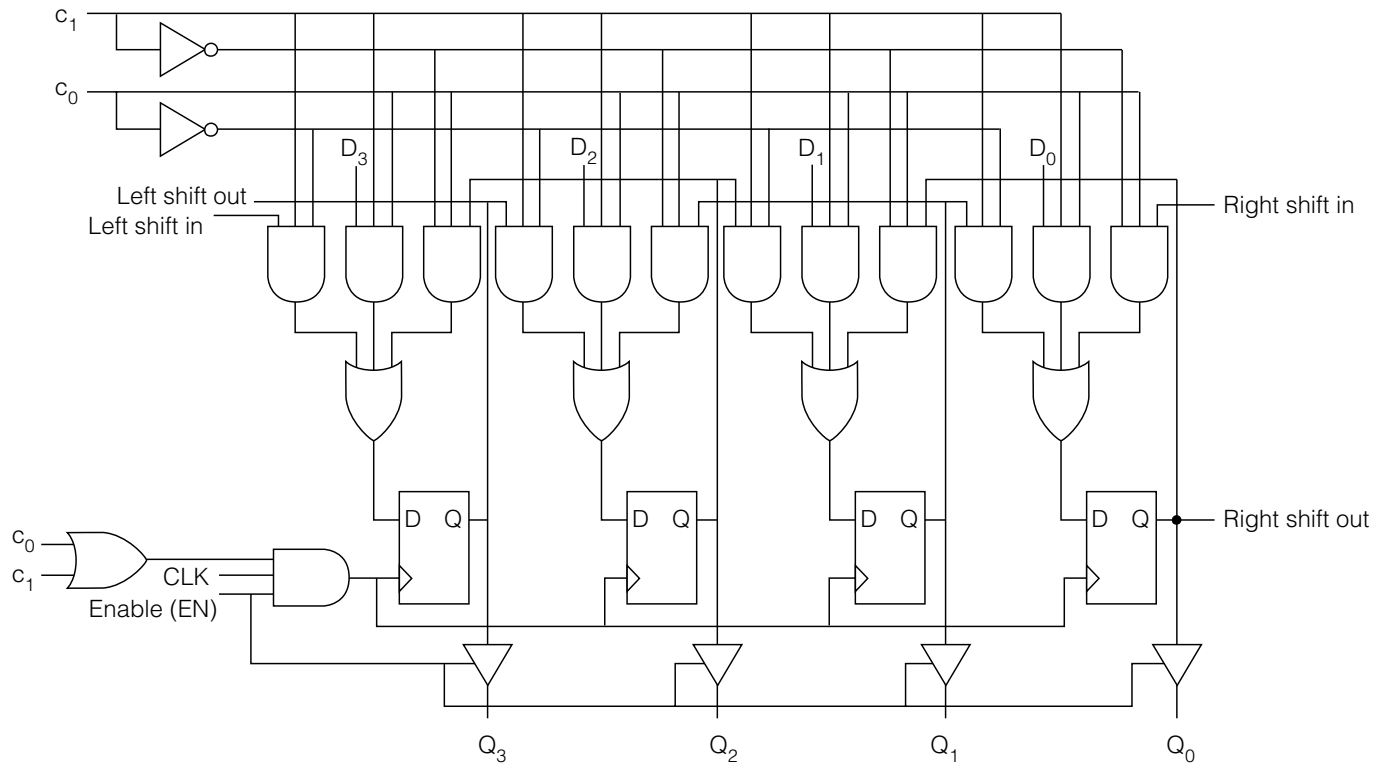 c₁
c₀
D₃
D₂
D₁
D₀
Left shift out
Left shift in
Right shift in
D Q
D Q
D Q
D Q
Right shift out
c₀
c₁
CLK
Enable (EN)
Q₃
Q₂
Q₁
Q₀